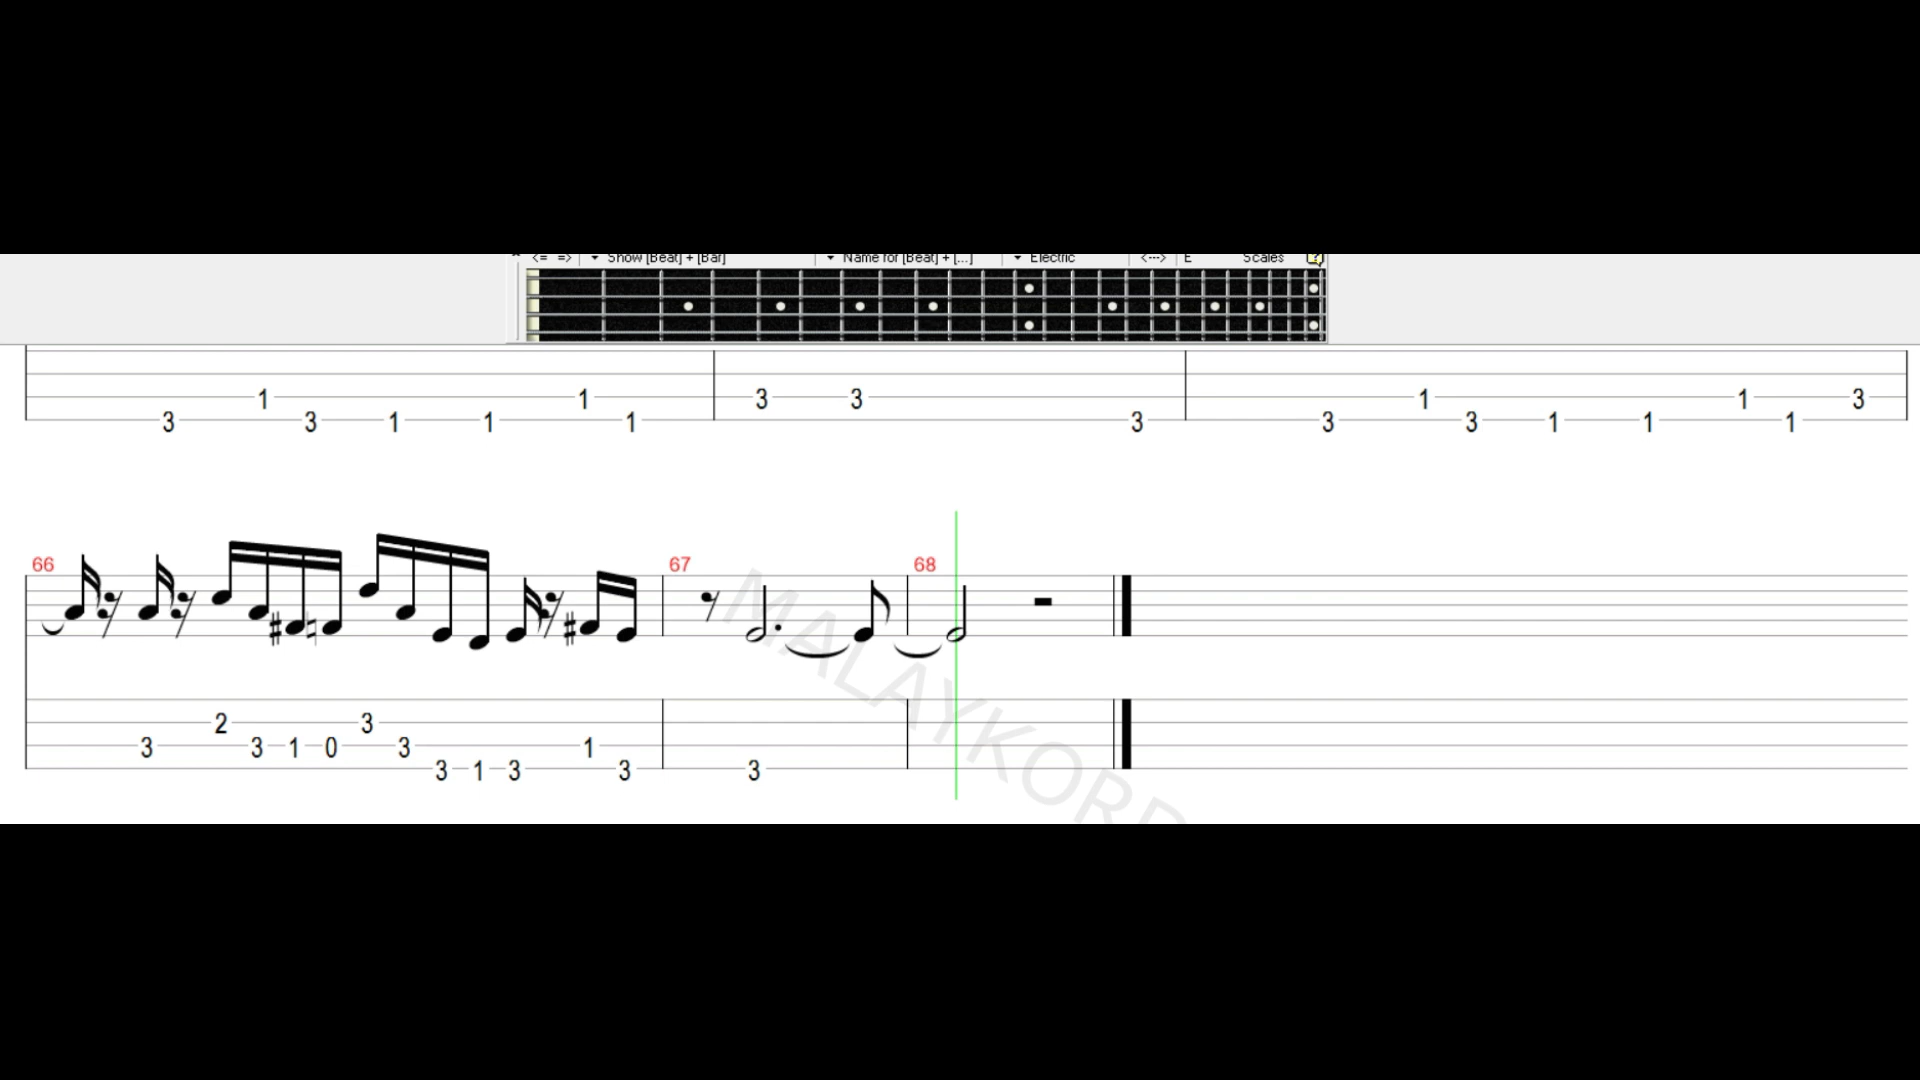 <= => Show [Beat] + [Bar] Name for [Beat] + [...] Electric <---> E Scales ?
1 1 3 3 1 1 3
3 3 1 1 1 3 3 3 1 1 1
66 67 68
2 3
3 3 1 0 3 1
3 1 3 3 3
MALAYKORD